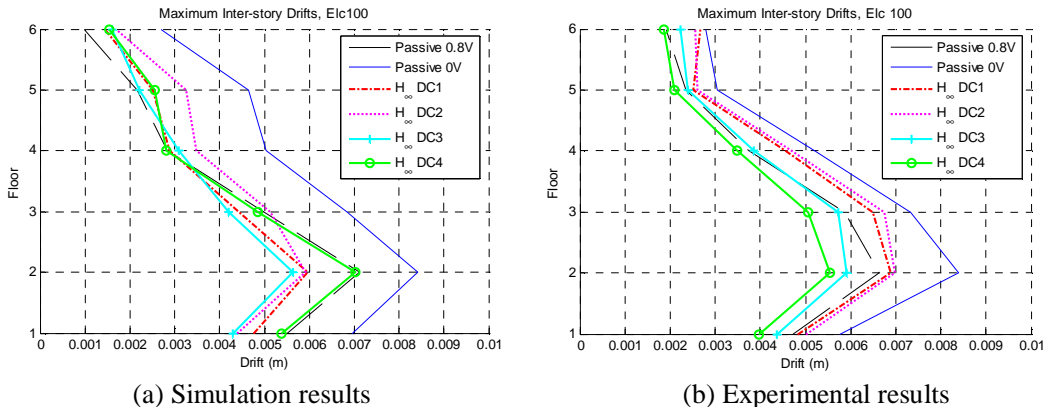 Maximum Inter-story Drifts, Elc100
6
5
4
3
2
1
Floor
0
0.001
0.002
0.003
0.004
0.005
0.006
0.007
0.008
0.009
0.01
Drift (m)
Passive 0.8V
Passive 0V
H∞ DC1
H∞ DC2
H∞ DC3
H∞ DC4
(a) Simulation results
Maximum Inter-story Drifts, Elc 100
6
5
4
3
2
1
Floor
0
0.001
0.002
0.003
0.004
0.005
0.006
0.007
0.008
0.009
0.01
Drift (m)
Passive 0.8V
Passive 0V
H∞ DC1
H∞ DC2
H∞ DC3
H∞ DC4
(b) Experimental results